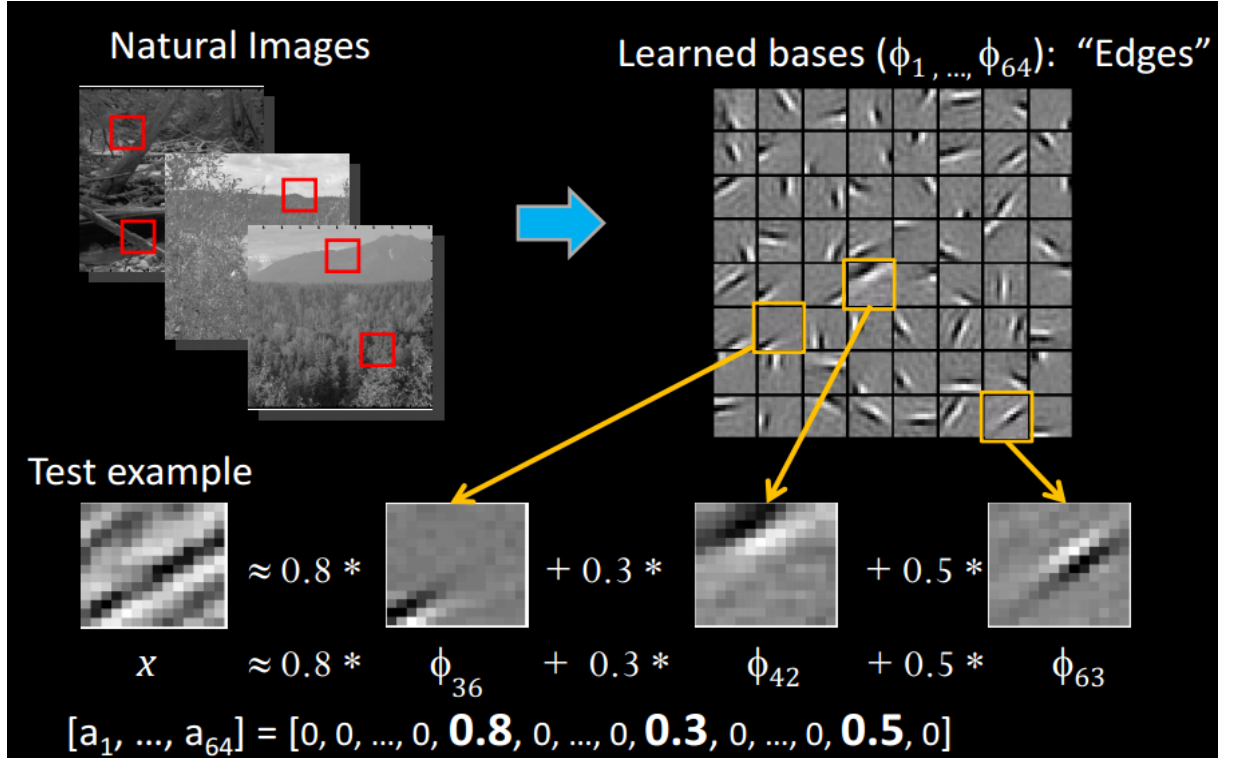 Natural Images
Learned bases (ϕ₁ , ..., ϕ₆₄): “Edges”
Test example
≈ 0.8 * + 0.3 * + 0.5 *
x ≈ 0.8 * ϕ₃₆ + 0.3 * ϕ₄₂ + 0.5 * ϕ₆₃
[a₁, ..., a₆₄] = [0, 0, ..., 0, 0.8, 0, ..., 0, 0.3, 0, ..., 0, 0.5, 0]